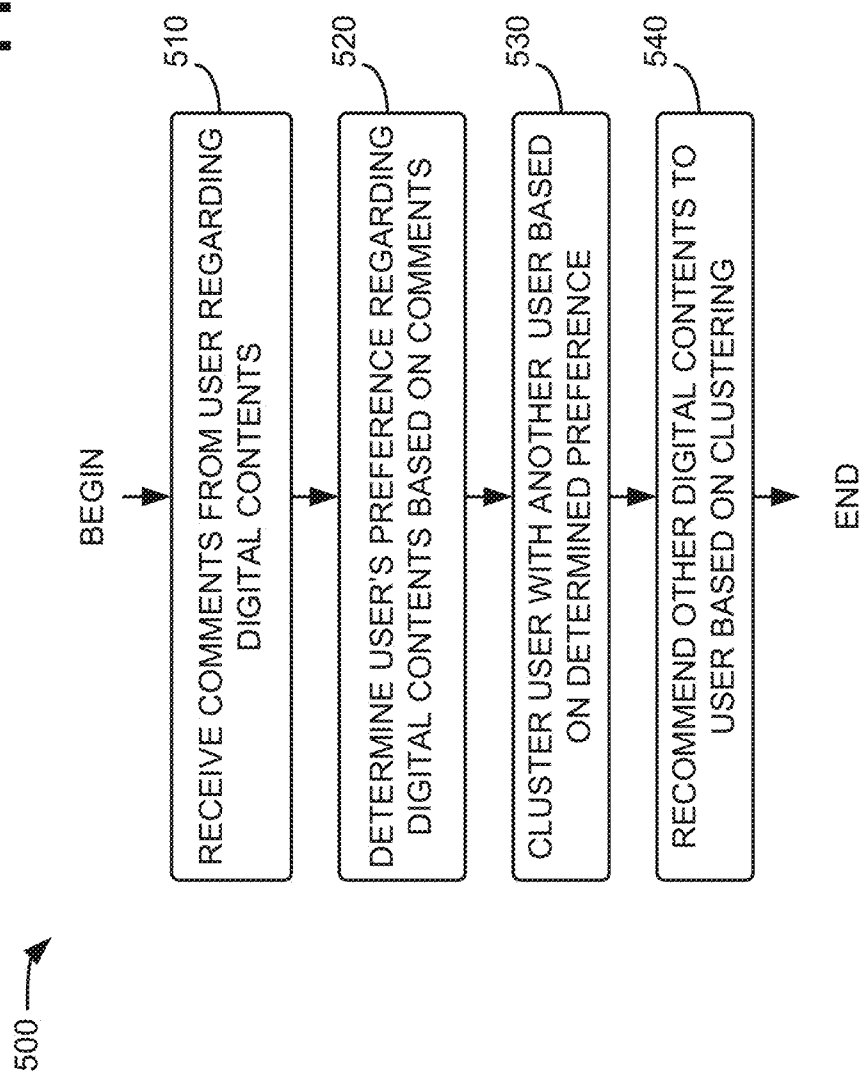 500
BEGIN
510
RECEIVE COMMENTS FROM USER REGARDING
DIGITAL CONTENTS
520
DETERMINE USER'S PREFERENCE REGARDING
DIGITAL CONTENTS BASED ON COMMENTS
530
CLUSTER USER WITH ANOTHER USER BASED
ON DETERMINED PREFERENCE
540
RECOMMEND OTHER DIGITAL CONTENTS TO
USER BASED ON CLUSTERING
END